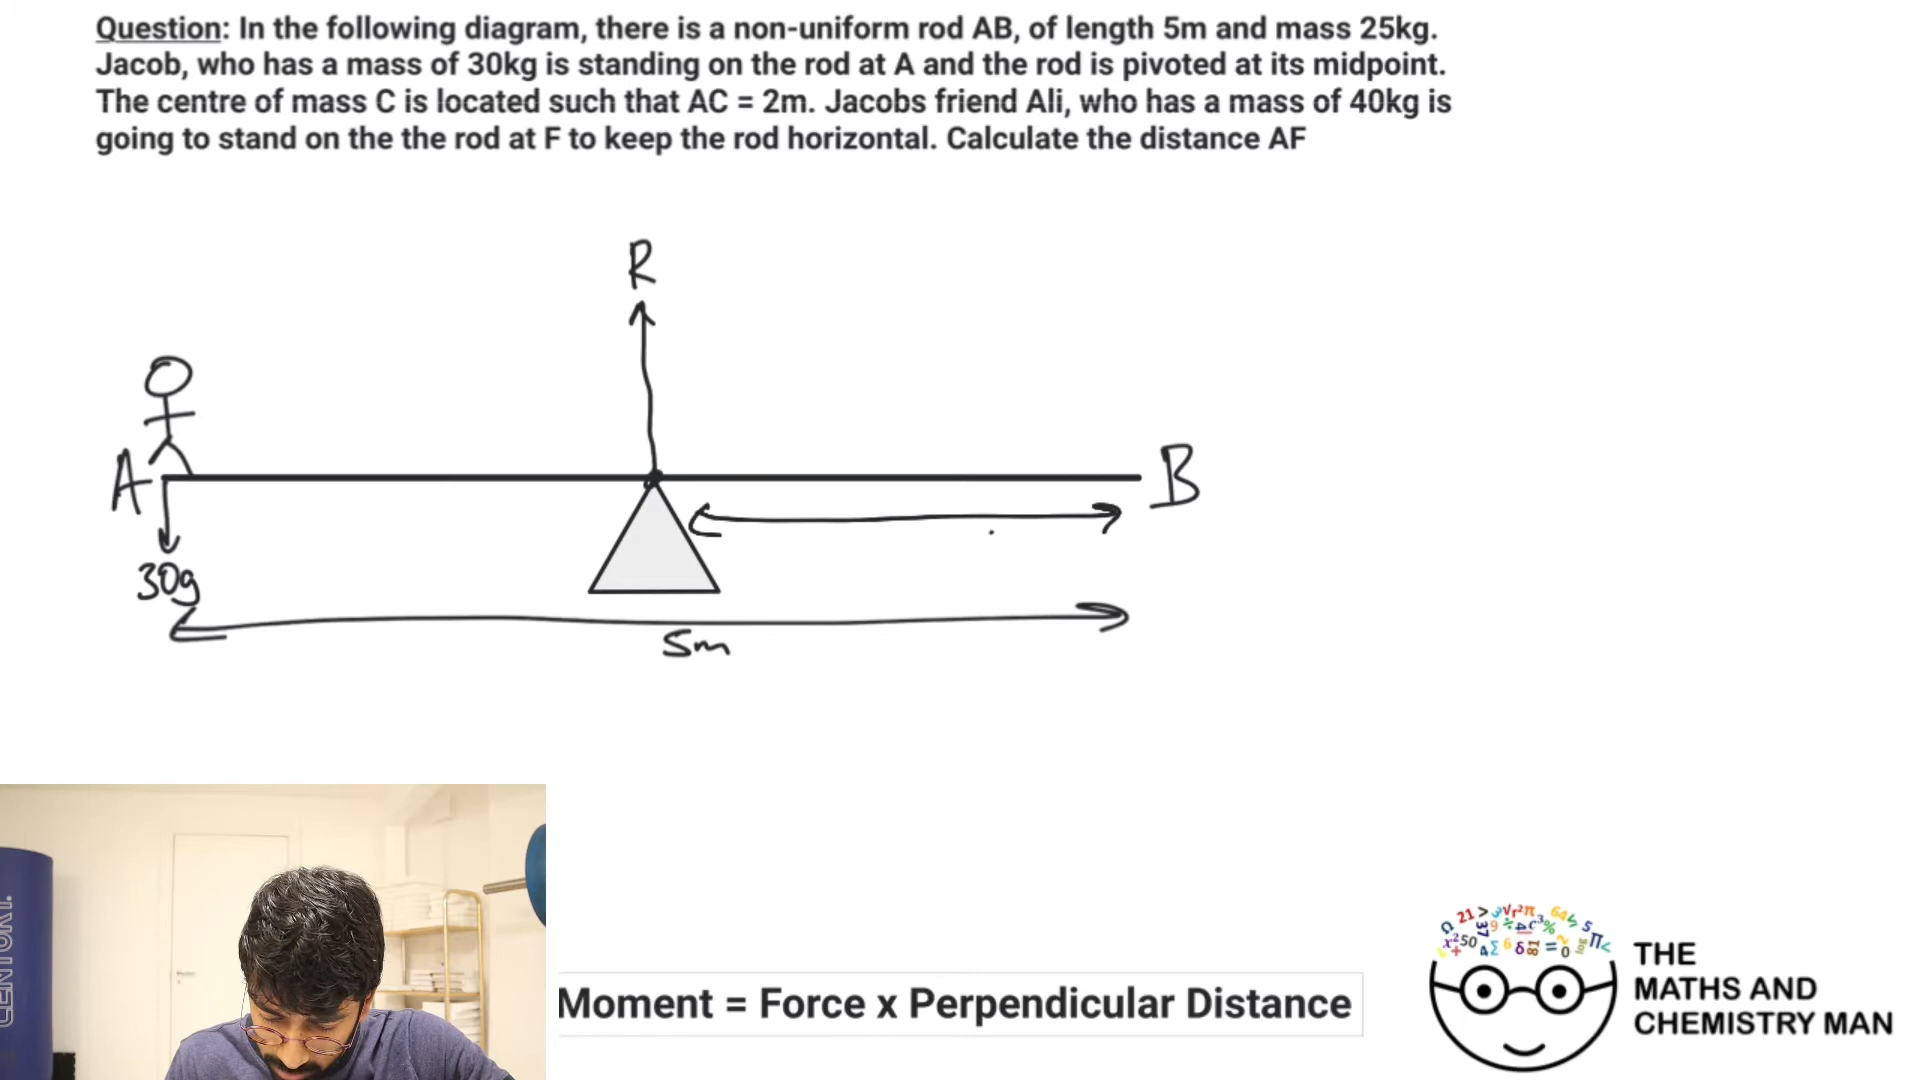 Question: In the following diagram, there is a non-uniform rod AB, of length 5m and mass 25kg.
Jacob, who has a mass of 30kg is standing on the rod at A and the rod is pivoted at its midpoint.
The centre of mass C is located such that AC = 2m. Jacobs friend Ali, who has a mass of 40kg is
going to stand on the the rod at F to keep the rod horizontal. Calculate the distance AF
R
A
B
30g
5m
CENTURY.
Moment = Force x Perpendicular Distance
THE
MATHS AND
CHEMISTRY MAN